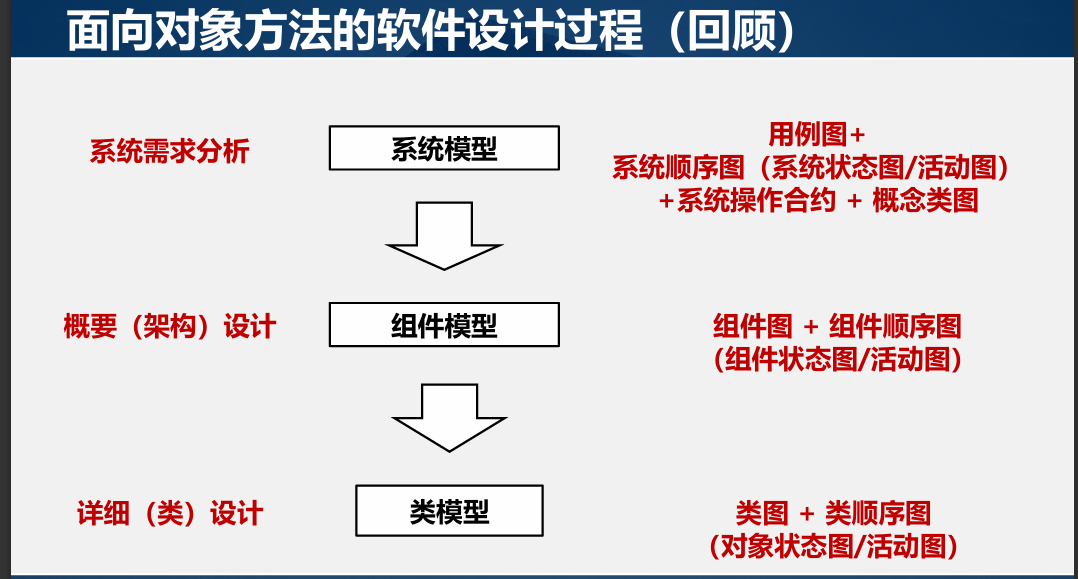 面向对象方法的软件设计过程（回顾）
系统需求分析
系统模型
用例图+
系统顺序图（系统状态图/活动图）
+系统操作合约 + 概念类图
概要（架构）设计
组件模型
组件图 + 组件顺序图
（组件状态图/活动图）
详细（类）设计
类模型
类图 + 类顺序图
（对象状态图/活动图）